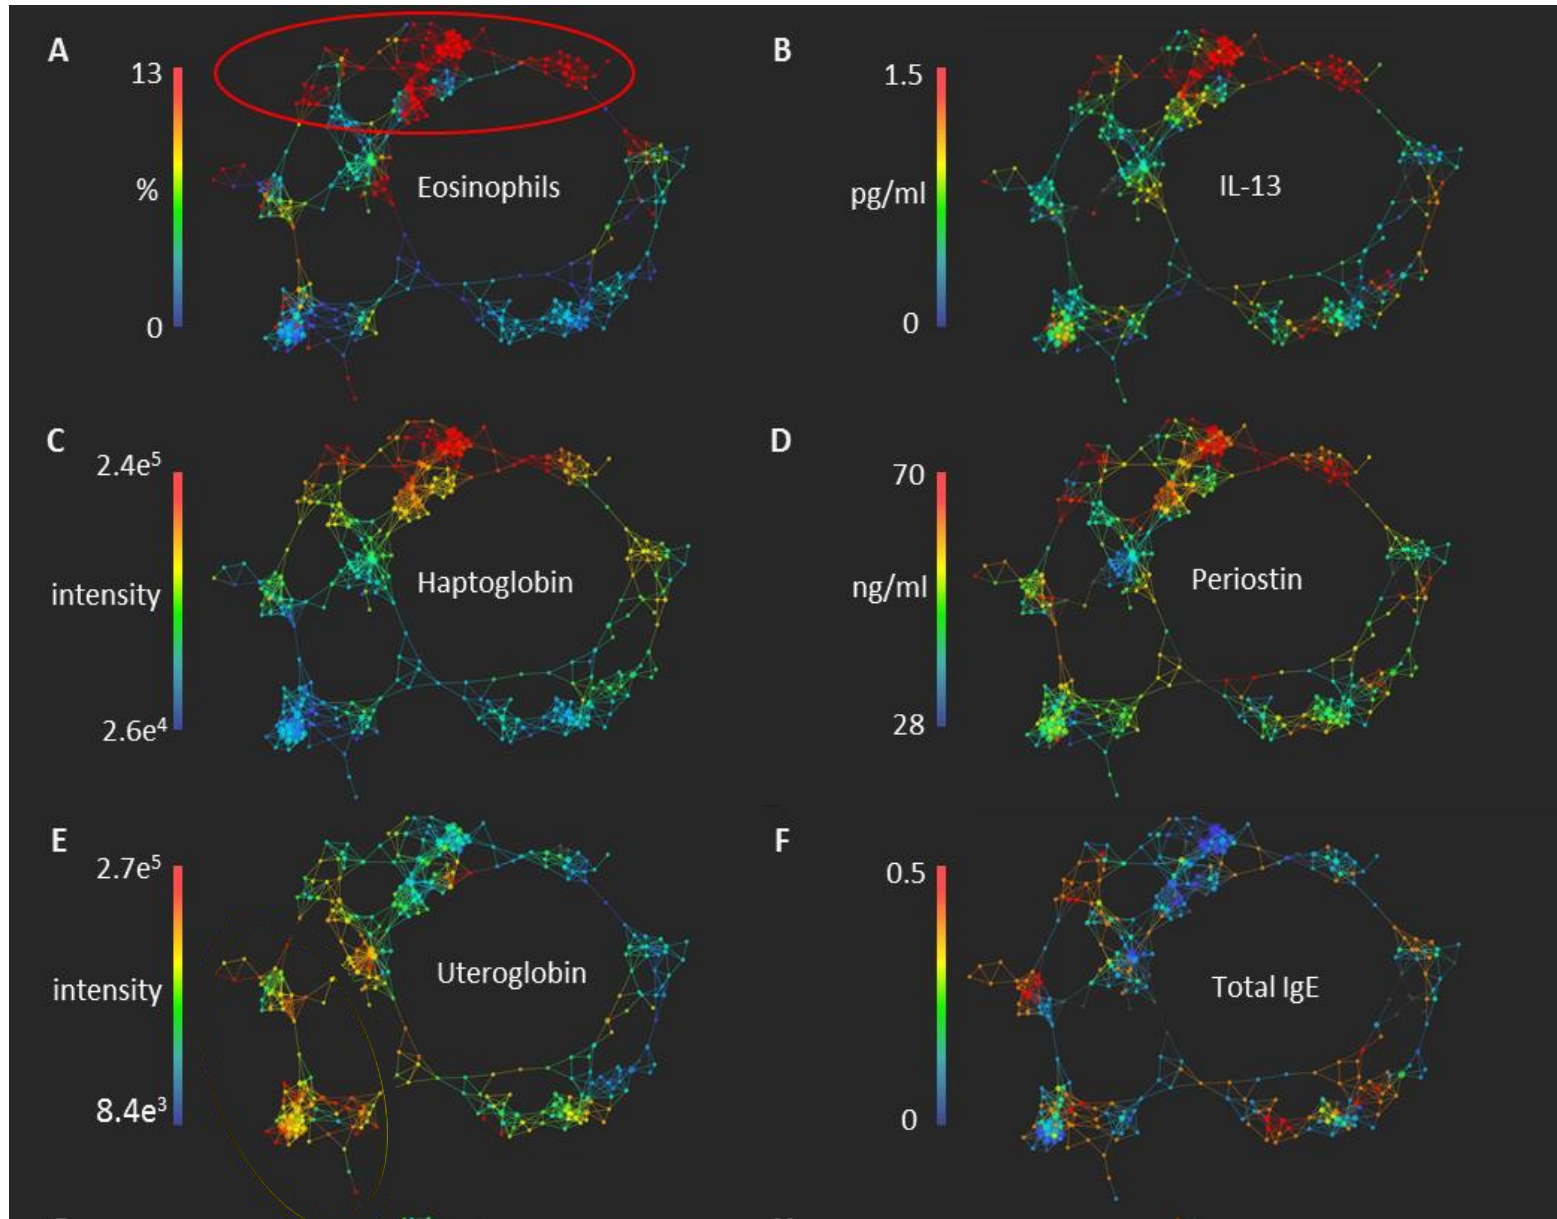 A
13
%
0
Eosinophils
B
1.5
pg/ml
0
IL-13
C
2.4e5
intensity
2.6e4
Haptoglobin
D
70
ng/ml
28
Periostin
E
2.7e5
intensity
8.4e3
Uteroglobin
F
0.5
0
Total IgE